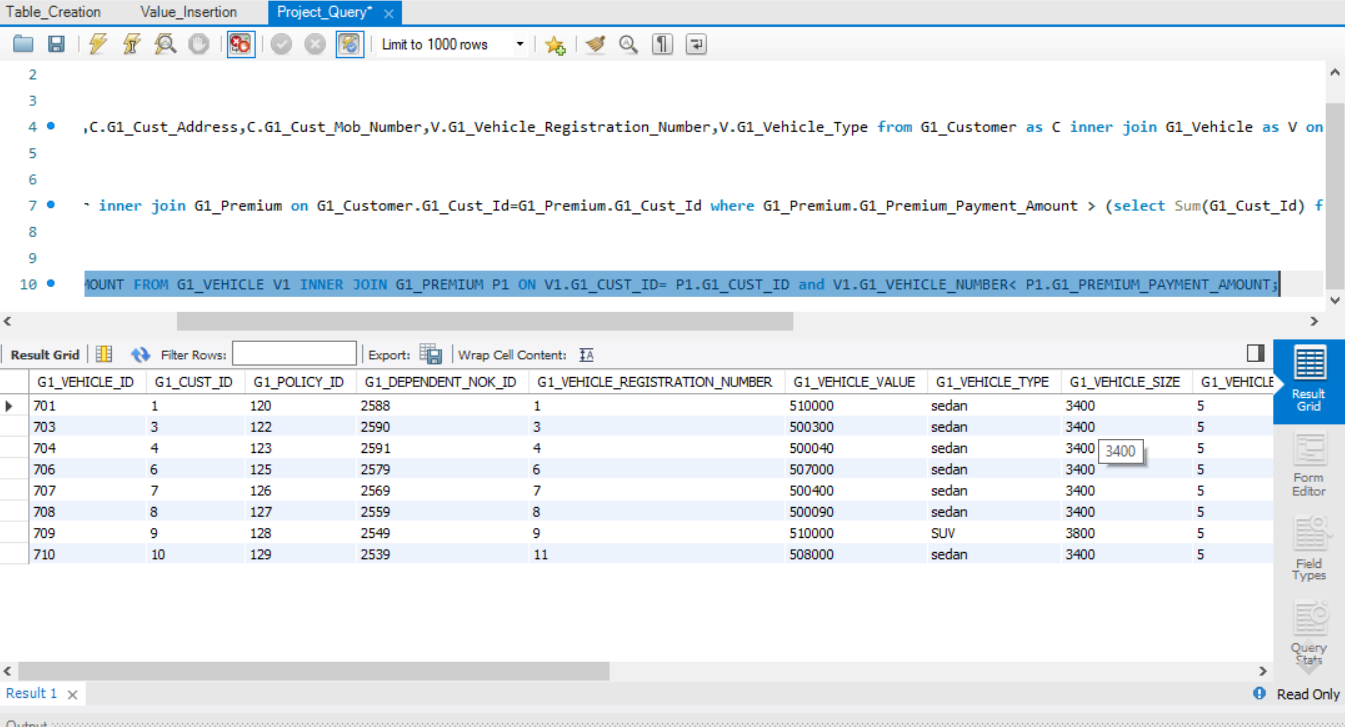 Table_Creation Value_Insertion Project_Query* ×
Limit to 1000 rows
2
3
4 ,C.G1_Cust_Address,C.G1_Cust_Mob_Number,V.G1_Vehicle_Registration_Number,V.G1_Vehicle_Type from G1_Customer as C inner join G1_Vehicle as V on
5
6
7 inner join G1_Premium on G1_Customer.G1_Cust_Id=G1_Premium.G1_Cust_Id where G1_Premium.G1_Premium_Payment_Amount > (select Sum(G1_Cust_Id) f
8
9
10 MOUNT FROM G1_VEHICLE V1 INNER JOIN G1_PREMIUM P1 ON V1.G1_CUST_ID= P1.G1_CUST_ID and V1.G1_VEHICLE_NUMBER< P1.G1_PREMIUM_PAYMENT_AMOUNT;
Result Grid Filter Rows: Export: Wrap Cell Content: IA
G1_VEHICLE_ID G1_CUST_ID G1_POLICY_ID G1_DEPENDENT_NOK_ID G1_VEHICLE_REGISTRATION_NUMBER G1_VEHICLE_VALUE G1_VEHICLE_TYPE G1_VEHICLE_SIZE G1_VEHICLE
701 1 120 2588 1 510000 sedan 3400 5
703 3 122 2590 3 500300 sedan 3400 5
704 4 123 2591 4 500040 sedan 3400 5
3400
706 6 125 2579 6 507000 sedan 3400 5
707 7 126 2569 7 500400 sedan 3400 5
708 8 127 2559 8 500090 sedan 3400 5
709 9 128 2549 9 510000 SUV 3800 5
710 10 129 2539 11 508000 sedan 3400 5
Result
Grid
Form
Editor
Field
Types
Query
Stats
Result 1 ×
Read Only
Output